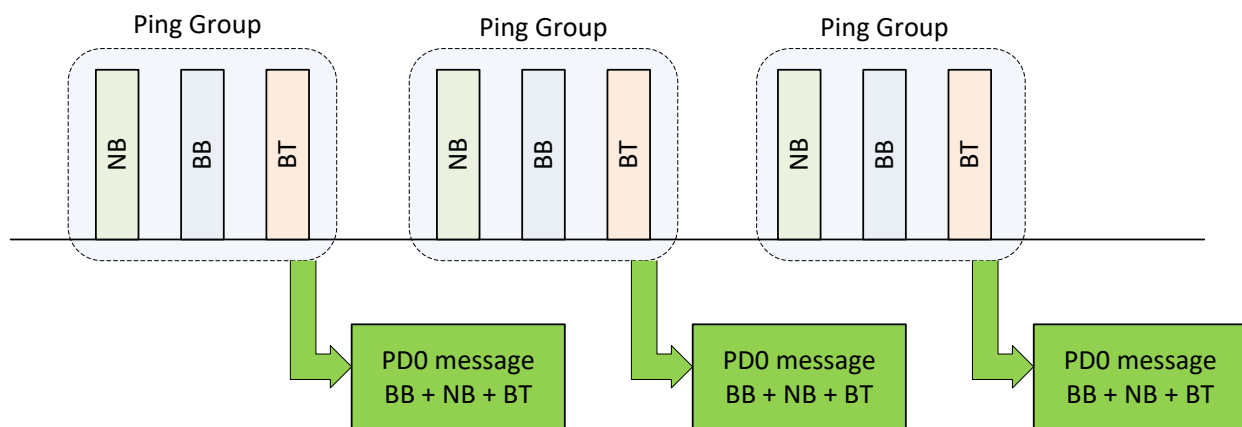 Ping Group
Ping Group
Ping Group
NB
BB
BT
NB
BB
BT
NB
BB
BT
PD0 message
BB + NB + BT
PD0 message
BB + NB + BT
PD0 message
BB + NB + BT